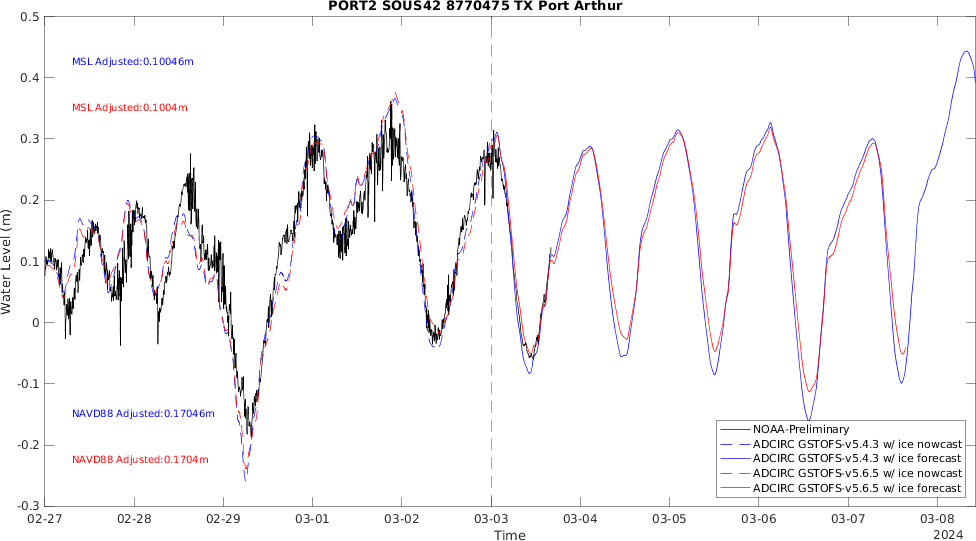 PORT2 SOUS42 8770475 TX Port Arthur
0.5
0.4
0.3
0.2
0.1
0
-0.1
-0.2
-0.3
Water Level (m)
MSL Adjusted:0.10046m
MSL Adjusted:0.1004m
NAVD88 Adjusted:0.17046m
NAVD88 Adjusted:0.1704m
NOAA-Preliminary
ADCIRC GSTOFS-v5.4.3 w/ ice nowcast
ADCIRC GSTOFS-v5.4.3 w/ ice forecast
ADCIRC GSTOFS-v5.6.5 w/ ice nowcast
ADCIRC GSTOFS-v5.6.5 w/ ice forecast
02-27 02-28 02-29 03-01 03-02 03-03 03-04 03-05 03-06 03-07 03-08
Time
2024